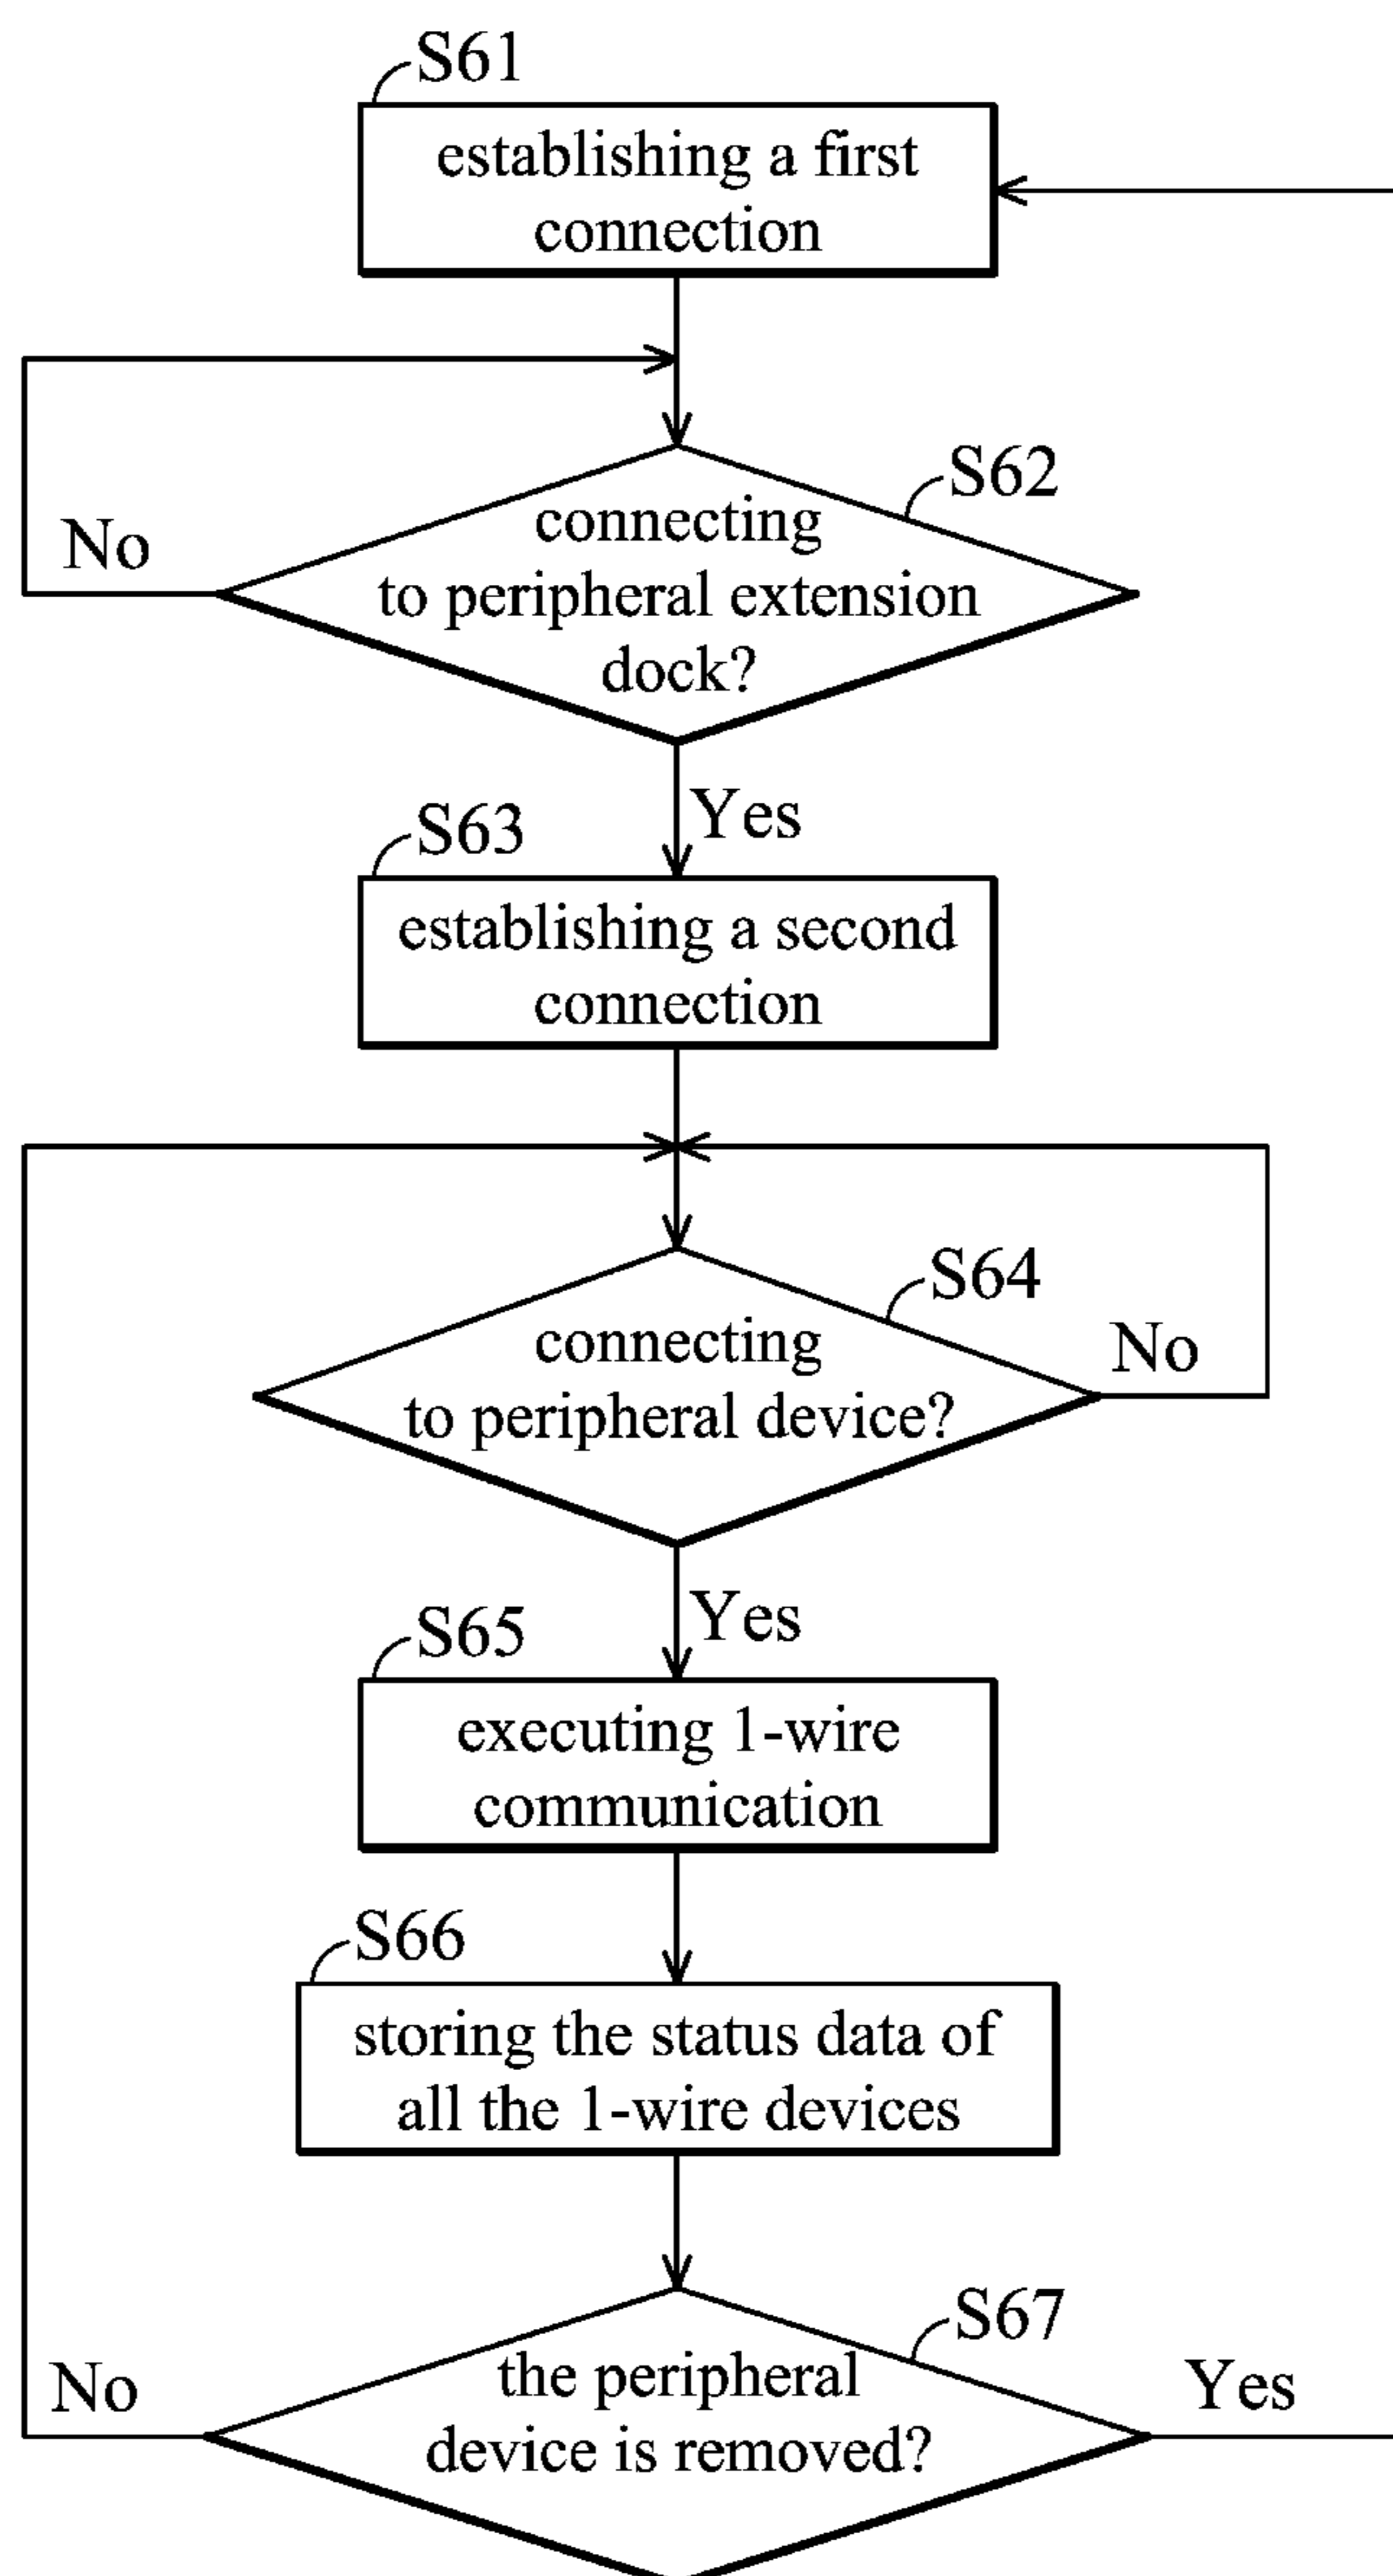 S61
establishing a first
connection
S62
connecting
to peripheral extension
dock?
No
Yes
S63
establishing a second
connection
S64
connecting
to peripheral device?
No
Yes
S65
executing 1-wire
communication
S66
storing the status data of
all the 1-wire devices
S67
the peripheral
device is removed?
No
Yes